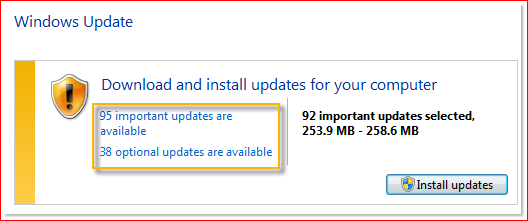 Windows Update
Download and install updates for your computer
95 important updates are
available
38 optional updates are available
92 important updates selected,
253.9 MB - 258.6 MB
Install updates